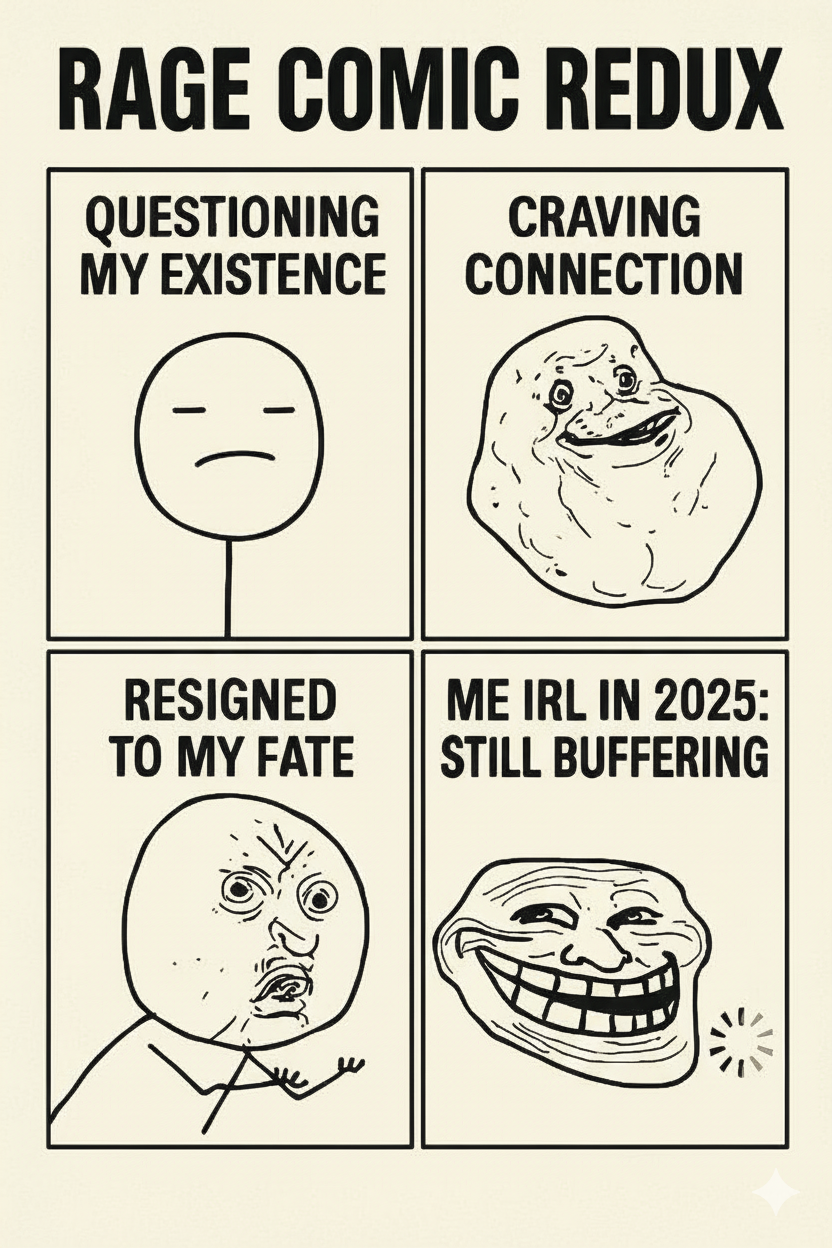 RAGE COMIC REDUX
QUESTIONING
MY EXISTENCE
CRAVING
CONNECTION
RESIGNED
TO MY FATE
ME IRL IN 2025:
STILL BUFFERING